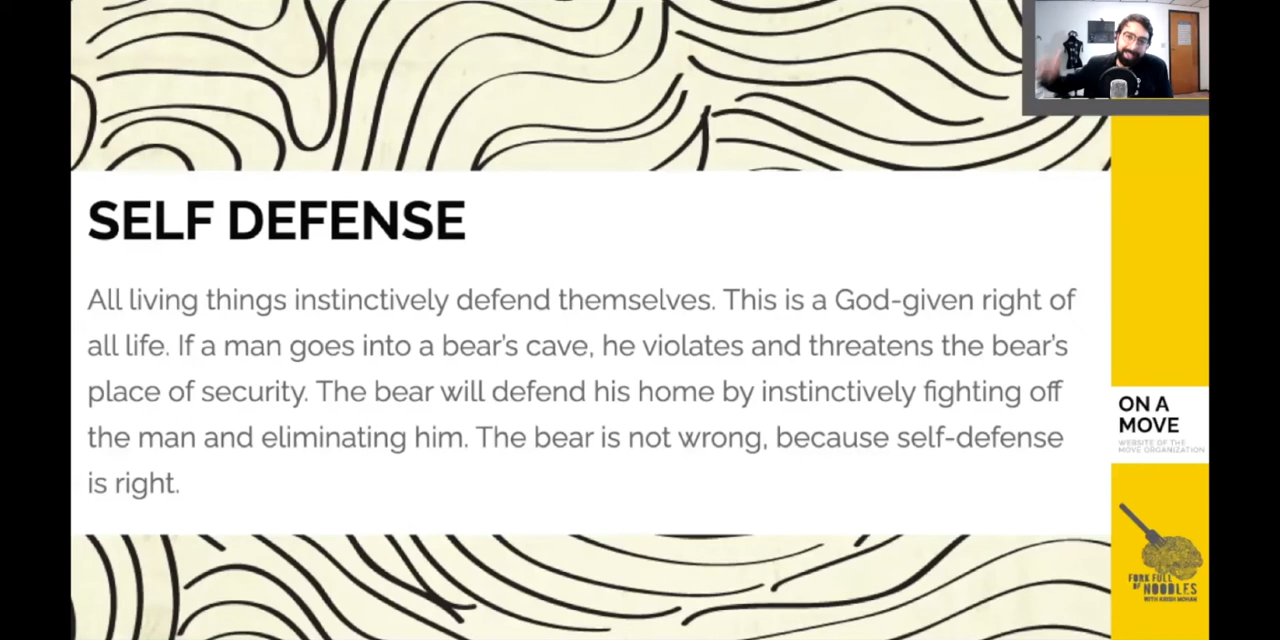 SELF DEFENSE
All living things instinctively defend themselves. This is a God-given right of
all life. If a man goes into a bear’s cave, he violates and threatens the bear’s
place of security. The bear will defend his home by instinctively fighting off
the man and eliminating him. The bear is not wrong, because self-defense
is right.
ON A
MOVE
WEBSITE OF THE
MOVE ORGANIZATION
FORK FULL
OF NOODLES